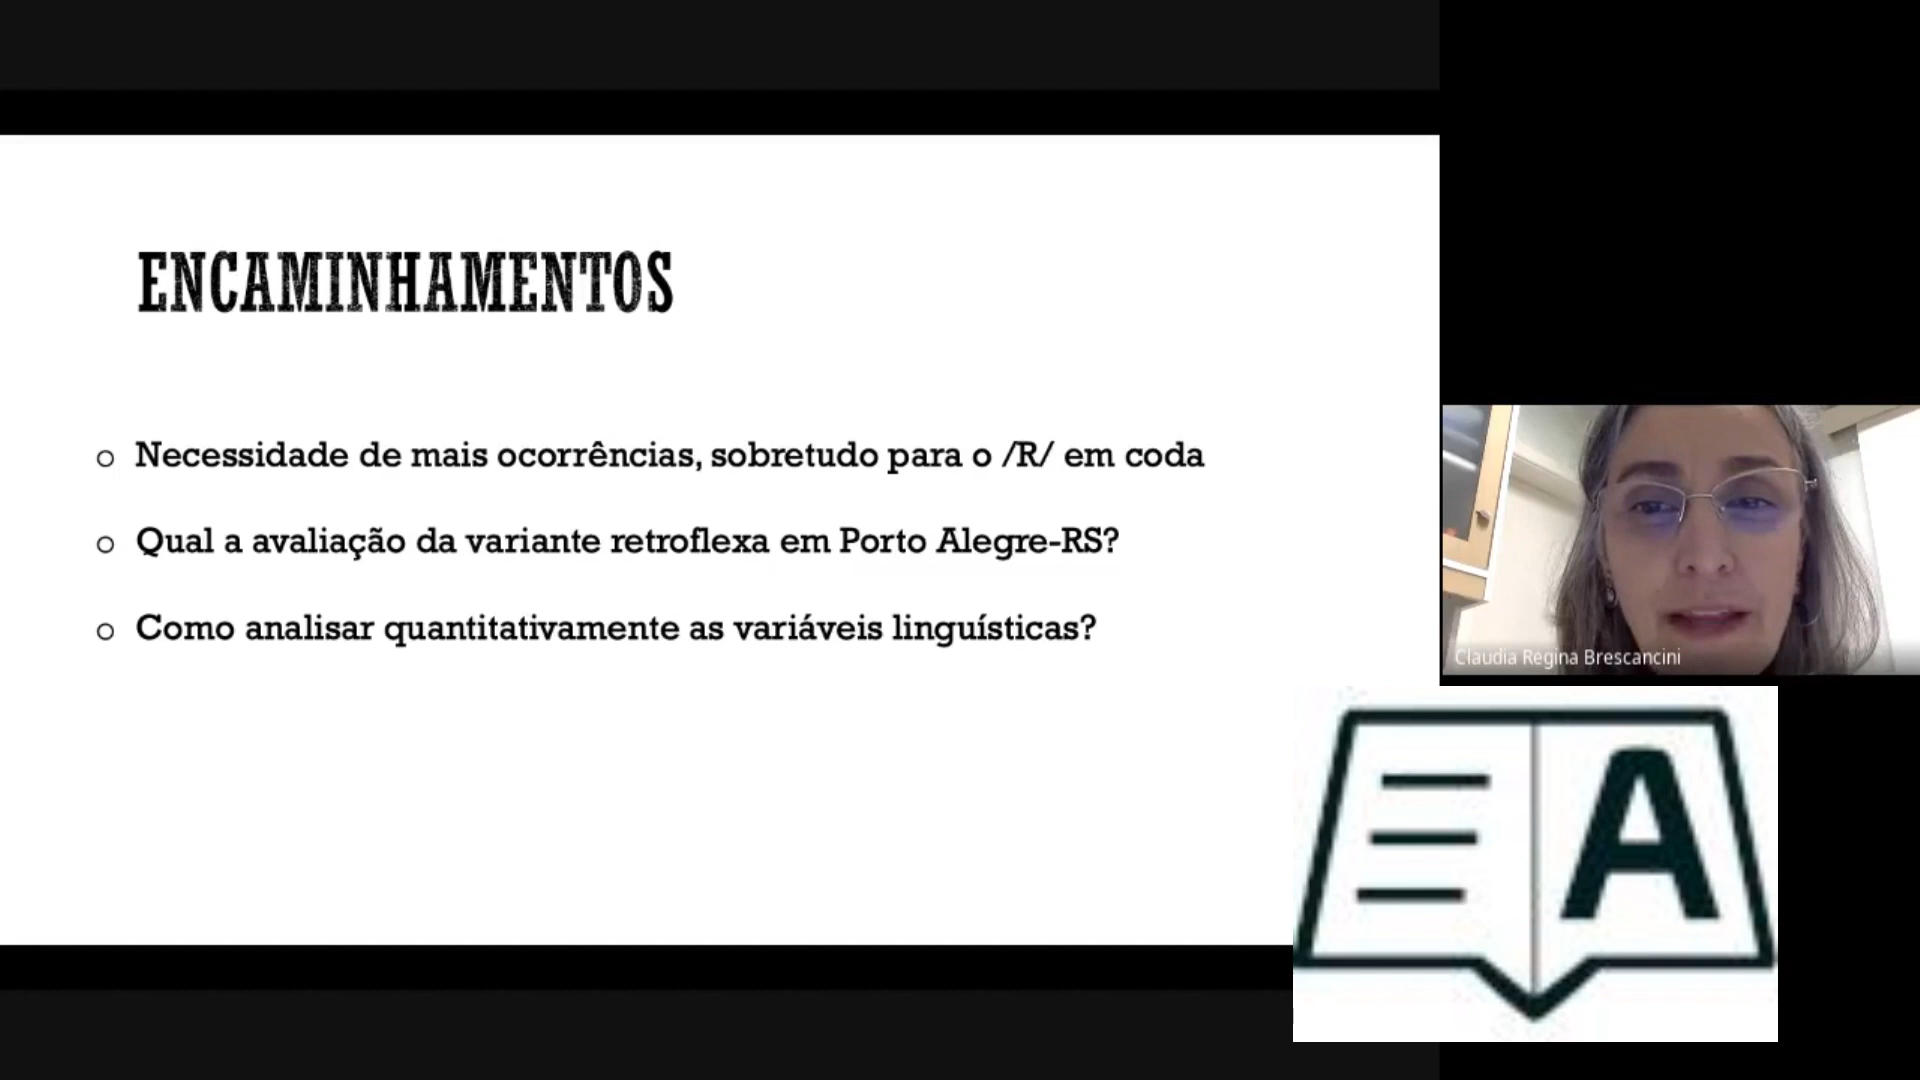 ENCAMINHAMENTOS
o Necessidade de mais ocorrências, sobretudo para o /R/ em coda
o Qual a avaliação da variante retroflexa em Porto Alegre-RS?
o Como analisar quantitativamente as variáveis linguísticas?
Claudia Regina Brescancini
A